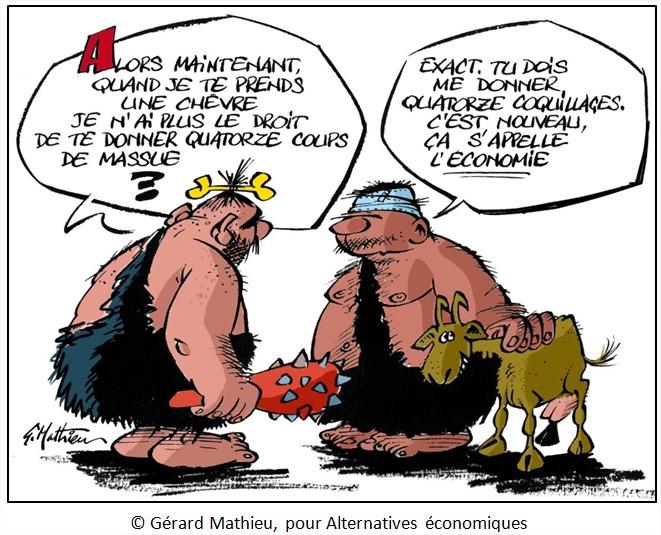 ALORS MAINTENANT,
QUAND JE TE PRENDS
UNE CHÈVRE
JE N'AI PLUS LE DROIT
DE TE DONNER QUATORZE COUPS
DE MASSUE
?
EXACT. TU DOIS
ME DONNER
QUATORZE COQUILLAGES.
C'EST NOUVEAU,
ÇA S'APPELLE
L'ÉCONOMIE
G. Mathieu
© Gérard Mathieu, pour Alternatives économiques